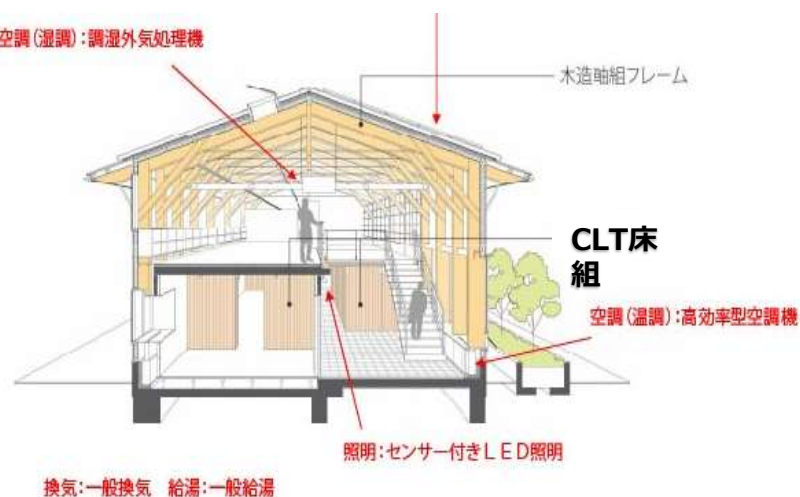 空調(湿調):調湿外気処理機
木造軸組フレーム
CLT床
組
空調(温調):高効率型空調機
照明:センサー付きLED照明
換気:一般換気 給湯:一般給湯